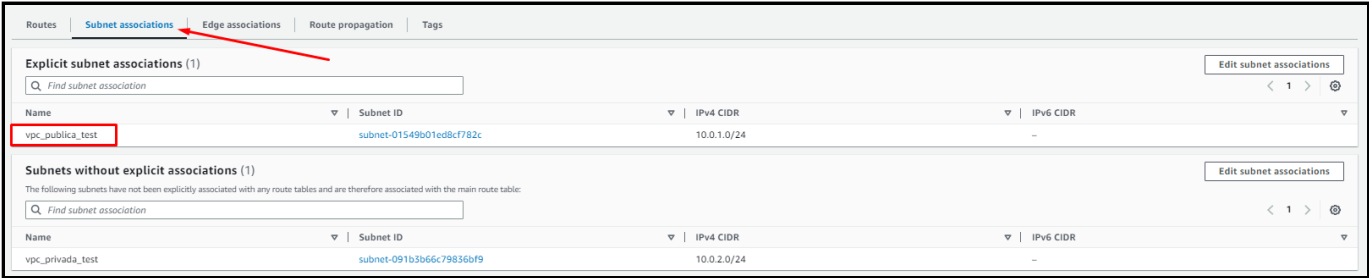 Routes Subnet associations Edge associations Route propagation Tags
Explicit subnet associations (1) Edit subnet associations
Find subnet association 1
Name Subnet ID IPv4 CIDR IPv6 CIDR
vpc_publica_test subnet-01549b01ed8cf782c 10.0.1.0/24 –
Subnets without explicit associations (1) Edit subnet associations
The following subnets have not been explicitly associated with any route tables and are therefore associated with the main route table:
Find subnet association 1
Name Subnet ID IPv4 CIDR IPv6 CIDR
vpc_privada_test subnet-091b3b66c79836bf9 10.0.2.0/24 –